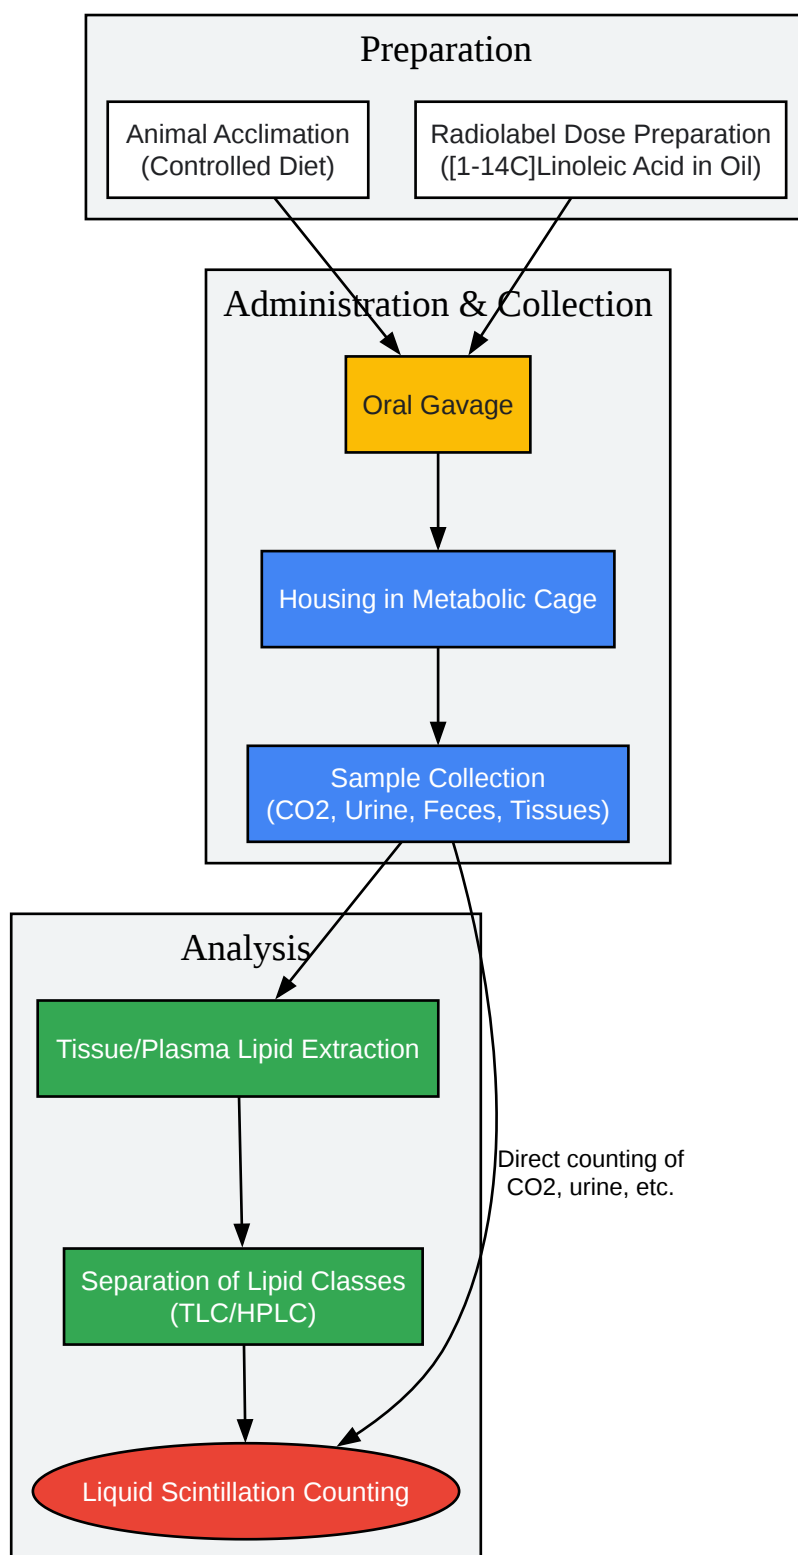 Preparation
Animal Acclimation
(Controlled Diet)
Radiolabel Dose Preparation
([1-14C]Linoleic Acid in Oil)
Administration & Collection
Oral Gavage
Housing in Metabolic Cage
Sample Collection
(CO2, Urine, Feces, Tissues)
Analysis
Tissue/Plasma Lipid Extraction
Direct counting of
CO2, urine, etc.
Separation of Lipid Classes
(TLC/HPLC)
Liquid Scintillation Counting